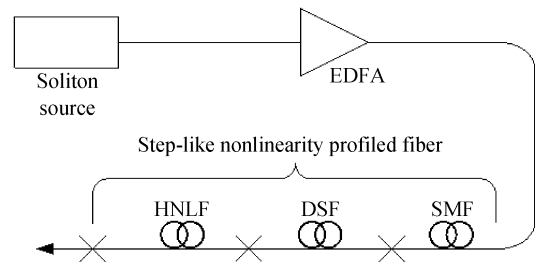 Soliton
source
EDFA
Step-like nonlinearity profiled fiber
HNLF DSF SMF